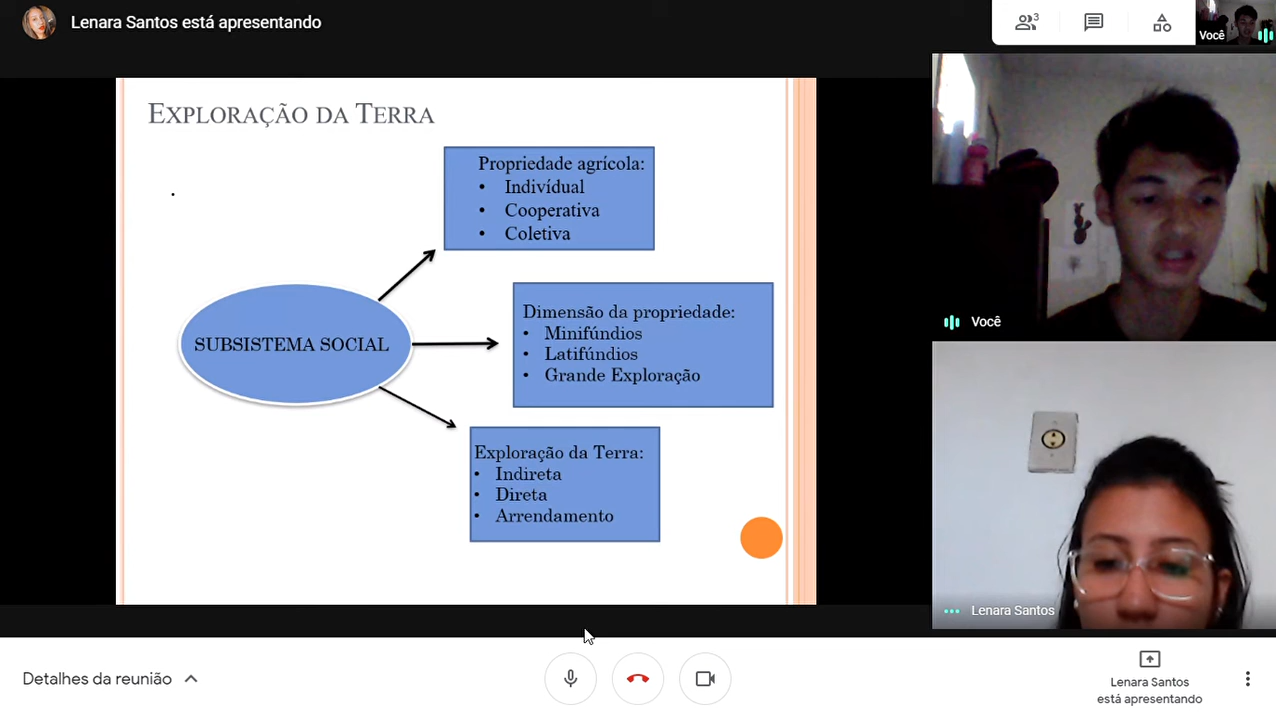 Lenara Santos está apresentando
3
Você
EXPLORAÇÃO DA TERRA
Propriedade agrícola:
• Indivídual
• Cooperativa
• Coletiva
SUBSISTEMA SOCIAL
Dimensão da propriedade:
• Minifúndios
• Latifúndios
• Grande Exploração
Exploração da Terra:
• Indireta
• Direta
• Arrendamento
Você
Lenara Santos
Detalhes da reunião
Lenara Santos
está apresentando